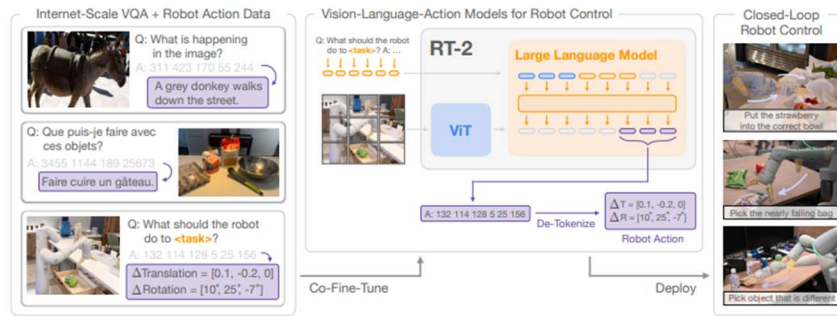 Internet-Scale VQA + Robot Action Data
Q: What is happening
in the image?
A: 311 423 170 55 244
A grey donkey walks
down the street.
Q: Que puis-je faire avec
ces objets?
A: 3455 1144 189 25673
Faire cuire un gâteau.
Q: What should the robot
do to <task>?
A: 132 114 128 5 25 156
ΔTranslation = [0.1, -0.2, 0]
ΔRotation = [10°, 25°, -7°]
Co-Fine-Tune
Vision-Language-Action Models for Robot Control
Q: What should the robot
do to <task>? A: ...
RT-2
Large Language Model
ViT
A: 132 114 128 5 25 156
De-Tokenize
ΔT = [0.1, -0.2, 0]
ΔR = [10°, 25°, -7°]
Robot Action
Deploy
Closed-Loop
Robot Control
Put the strawberry
into the correct bowl
Pick the nearly falling bag
Pick object that is different